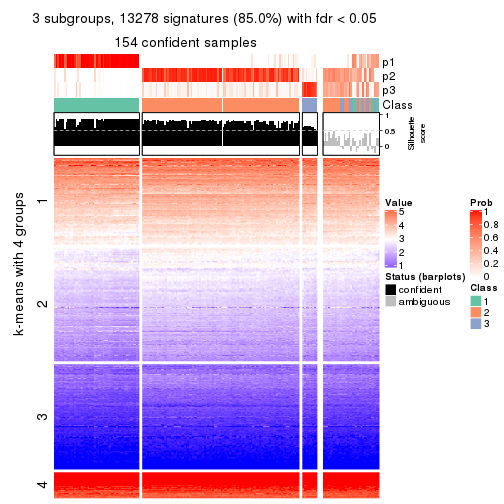 3 subgroups, 13278 signatures (85.0%) with fdr < 0.05
154 confident samples
p1
p2
p3
Class
1
0.5
0
Silhouette
score
k-means with 4 groups
1
2
3
4
Value
5
4
3
2
1
Status (barplots)
confident
ambiguous
Prob
1
0.8
0.6
0.4
0.2
0
Class
1
2
3